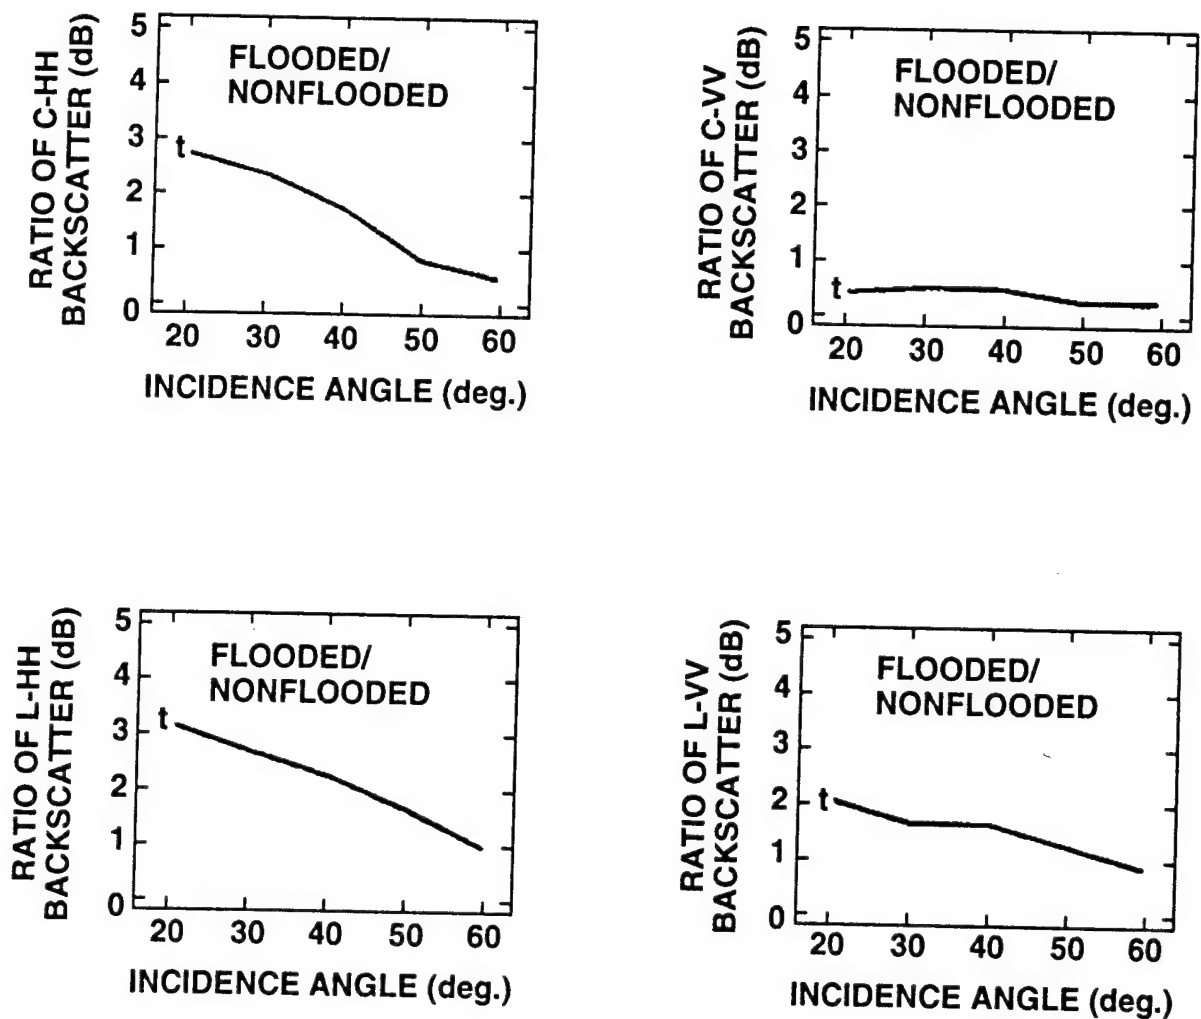 RATIO OF C-HH
BACKSCATTER (dB)
5
4
3
2
1
0
FLOODED/
NONFLOODED
t
20 30 40 50 60
INCIDENCE ANGLE (deg.)
RATIO OF C-VV
BACKSCATTER (dB)
5
4
3
2
1
0
FLOODED/
NONFLOODED
t
20 30 40 50 60
INCIDENCE ANGLE (deg.)
RATIO OF L-HH
BACKSCATTER (dB)
5
4
3
2
1
0
FLOODED/
NONFLOODED
t
20 30 40 50 60
INCIDENCE ANGLE (deg.)
RATIO OF L-VV
BACKSCATTER (dB)
5
4
3
2
1
0
FLOODED/
NONFLOODED
t
20 30 40 50 60
INCIDENCE ANGLE (deg.)